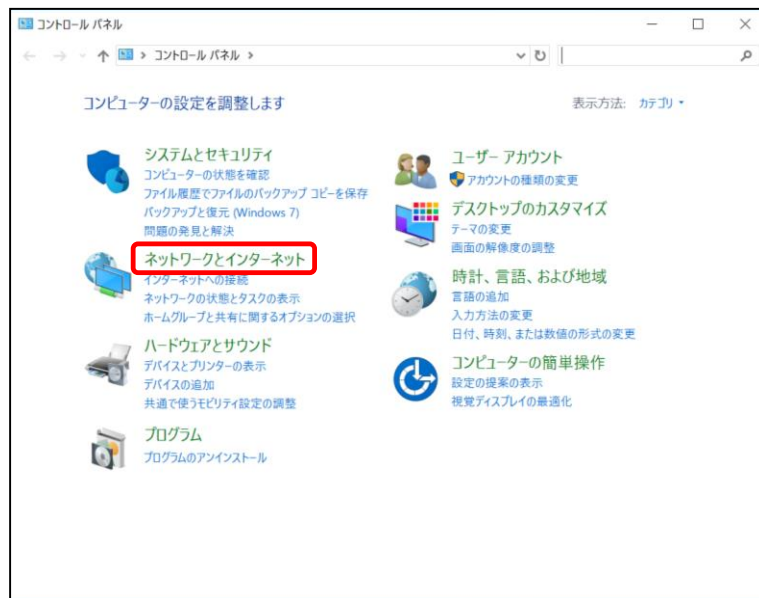 コントロール パネル
コントロール パネル
コンピューターの設定を調整します
表示方法: カテゴリ
システムとセキュリティ
コンピューターの状態を確認
ファイル履歴でファイルのバックアップ コピーを保存
バックアップと復元 (Windows 7)
問題の発見と解決
ネットワークとインターネット
インターネットへの接続
ネットワークの状態とタスクの表示
ホームグループと共有に関するオプションの選択
ハードウェアとサウンド
デバイスとプリンターの表示
デバイスの追加
共通で使うモビリティ設定の調整
プログラム
プログラムのアンインストール
ユーザー アカウント
アカウントの種類の変更
デスクトップのカスタマイズ
テーマの変更
画面の解像度の調整
時計、言語、および地域
言語の追加
入力方法の変更
日付、時刻、または数値の形式の変更
コンピューターの簡単操作
設定の提案の表示
視覚ディスプレイの最適化